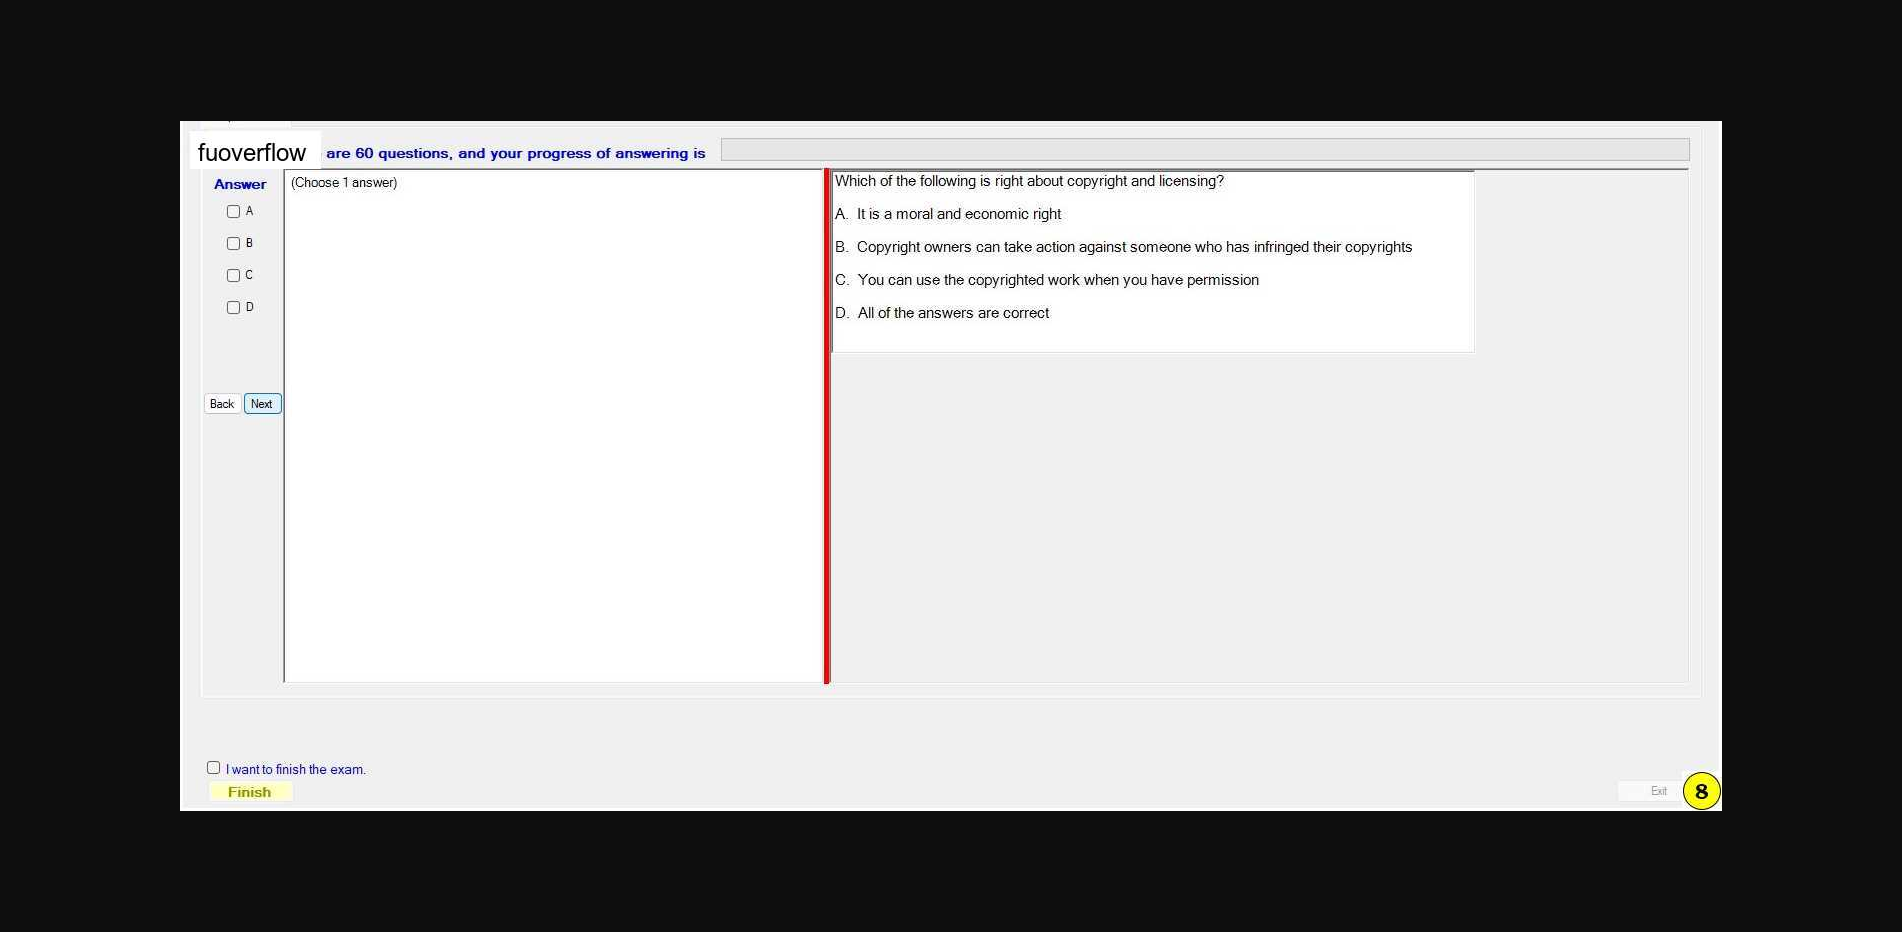 fuoverflow are 60 questions, and your progress of answering is
Answer
A
B
C
D
Back Next
(Choose 1 answer)
Which of the following is right about copyright and licensing?
A. It is a moral and economic right
B. Copyright owners can take action against someone who has infringed their copyrights
C. You can use the copyrighted work when you have permission
D. All of the answers are correct
I want to finish the exam.
Finish
Exit
8